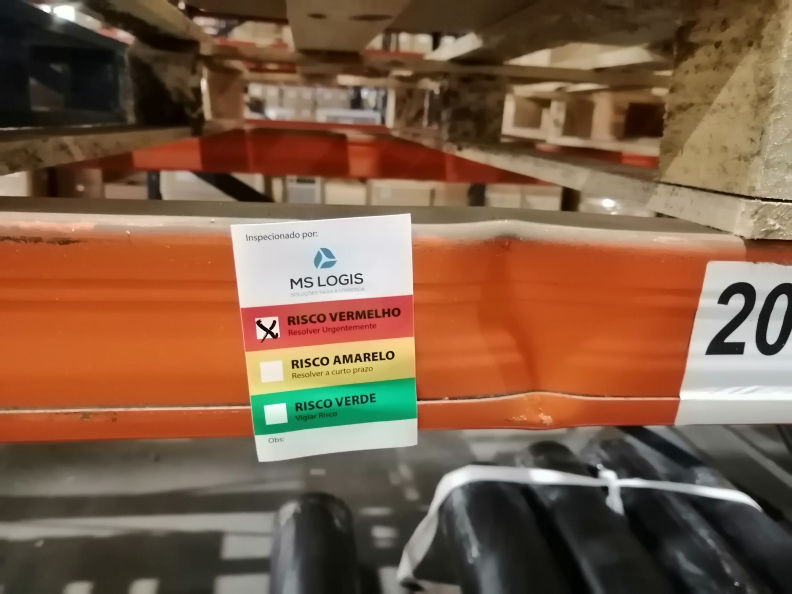 Inspecionado por:
MS LOGIS
RISCO VERMELHO
Resolver Urgentemente
RISCO AMARELO
Resolver a curto prazo
RISCO VERDE
Vigiar Risco
Obs:
20